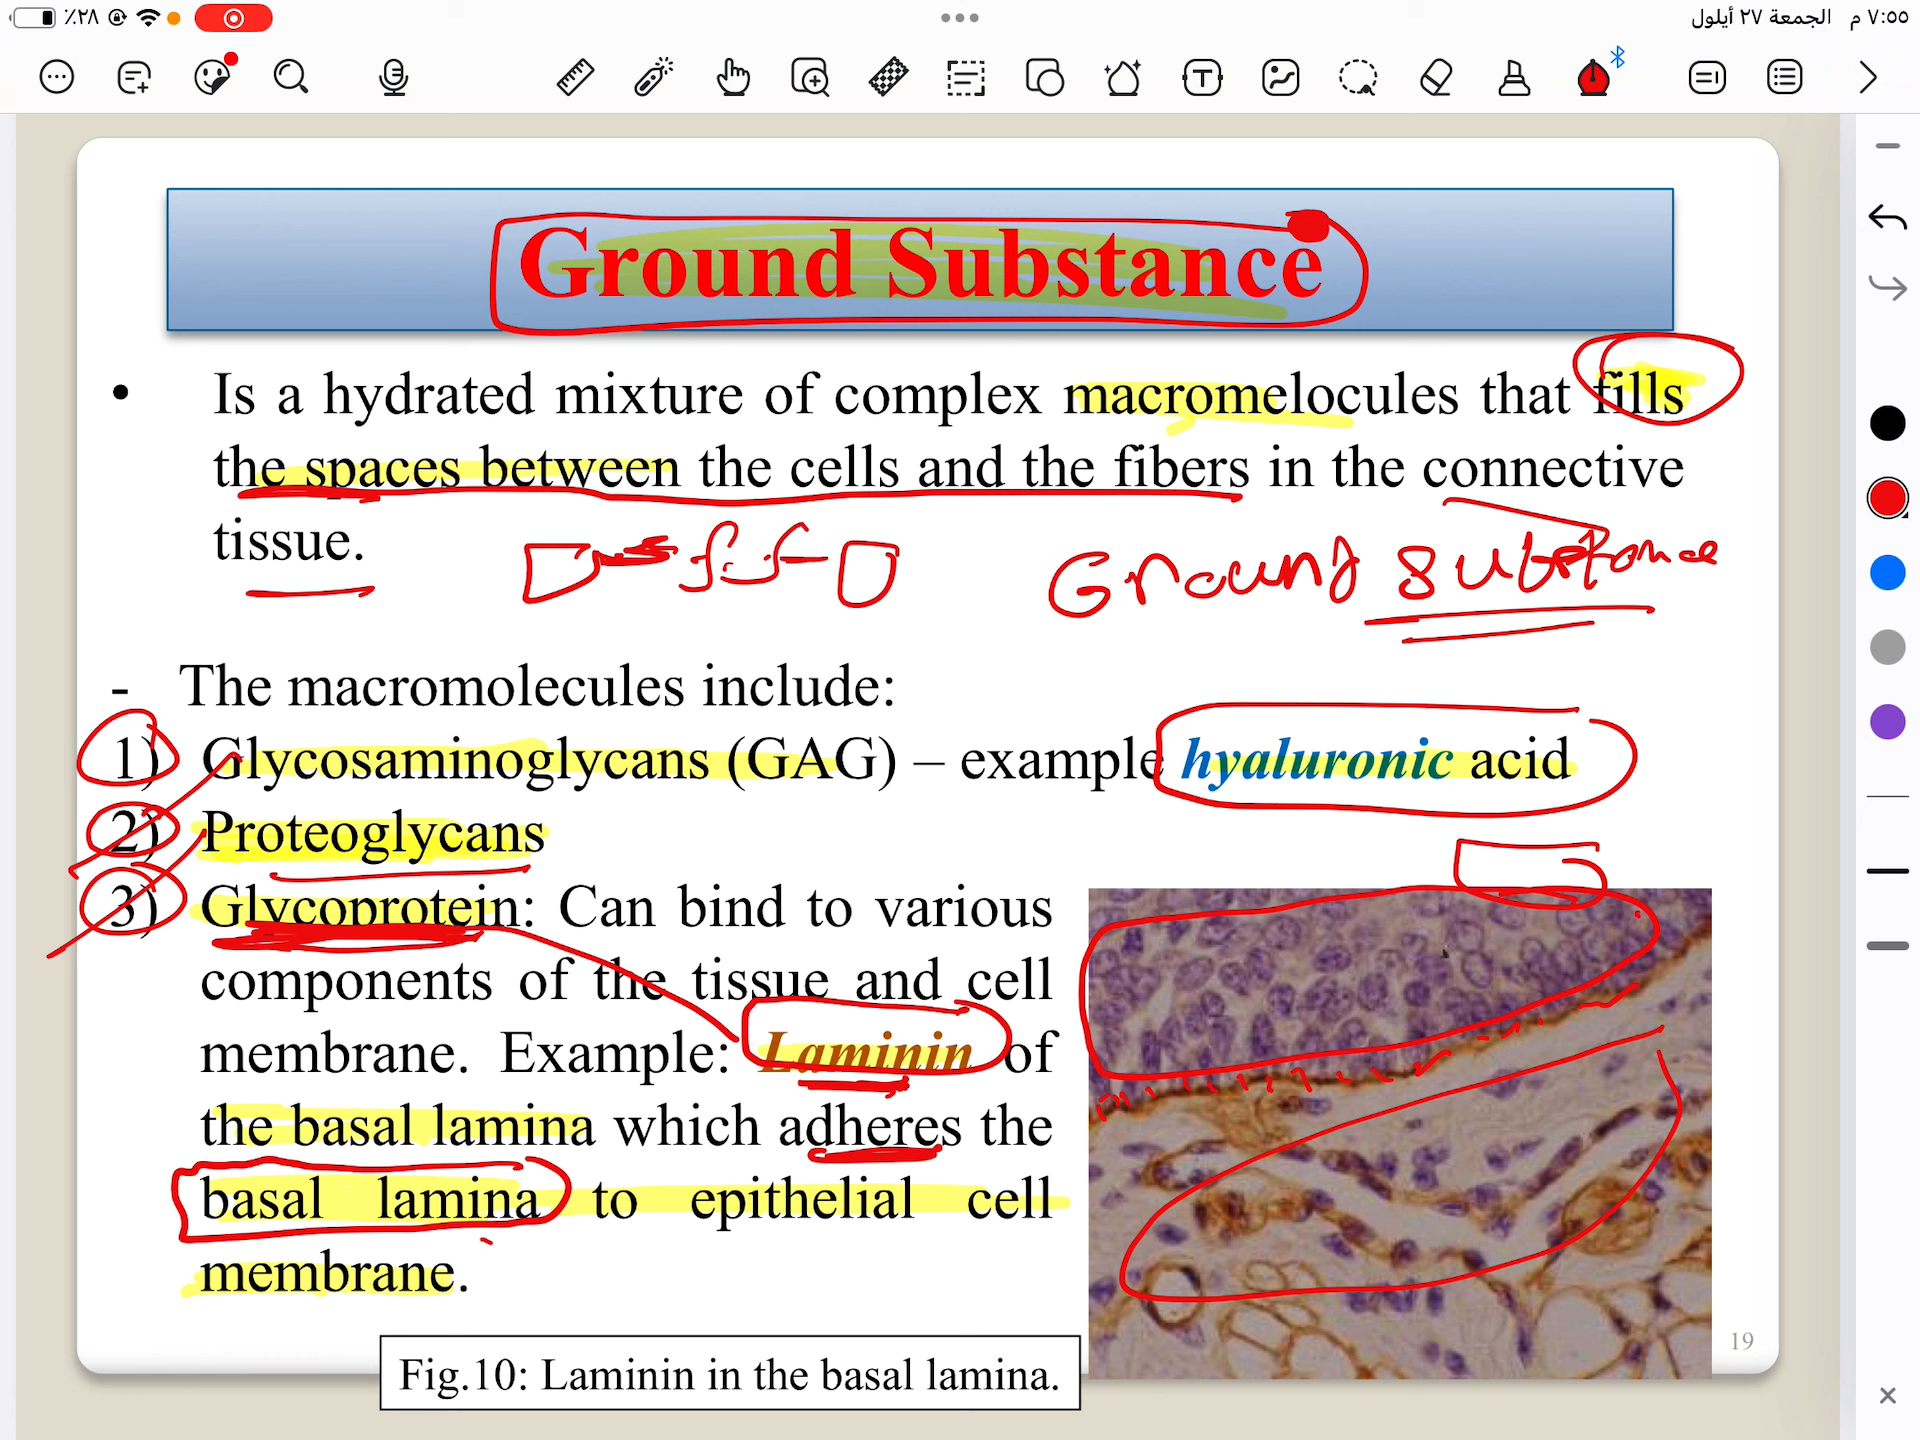 ٪٢٨
٧:٥٥ م الجمعة ٢٧ أيلول
Ground Substance
• Is a hydrated mixture of complex macromelocules that fills
the spaces between the cells and the fibers in the connective
tissue.
Ground substance
- The macromolecules include:
1) Glycosaminoglycans (GAG) – example hyaluronic acid
2) Proteoglycans
3) Glycoprotein: Can bind to various
components of the tissue and cell
membrane. Example: Laminin of
the basal lamina which adheres the
basal lamina to epithelial cell
membrane.
Fig.10: Laminin in the basal lamina.
19